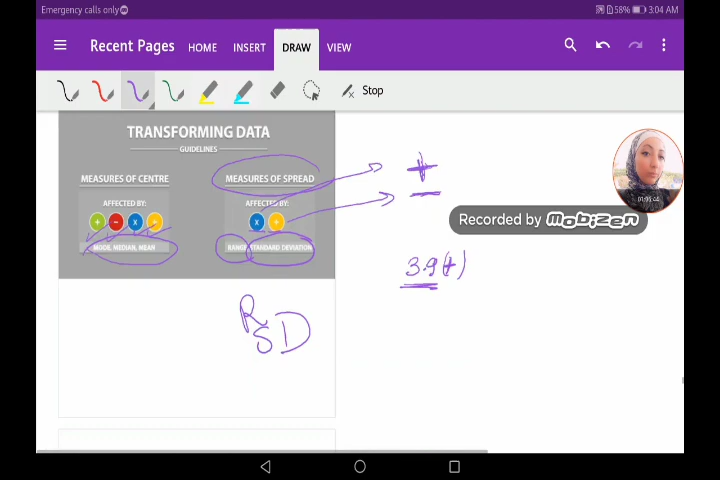 Emergency calls only 58% 3:04 AM
Recent Pages HOME INSERT DRAW VIEW
Stop
TRANSFORMING DATA
GUIDELINES
MEASURES OF CENTRE MEASURES OF SPREAD
AFFECTED BY: AFFECTED BY:
+ - x ÷ x ÷
MODE, MEDIAN, MEAN RANGE, STANDARD DEVIATION
+
-
01:05
Recorded by mobizen
3.9(+)
R
SD